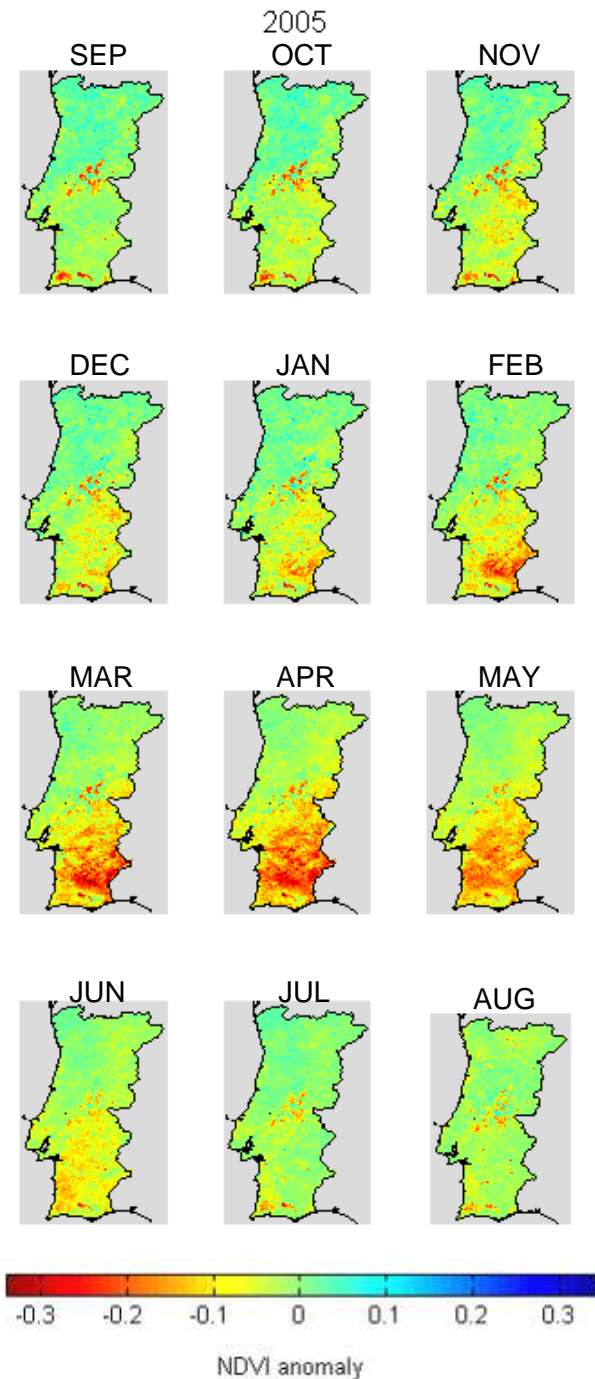 2005
SEP OCT NOV
DEC JAN FEB
MAR APR MAY
JUN JUL AUG
-0.3 -0.2 -0.1 0 0.1 0.2 0.3
NDVI anomaly